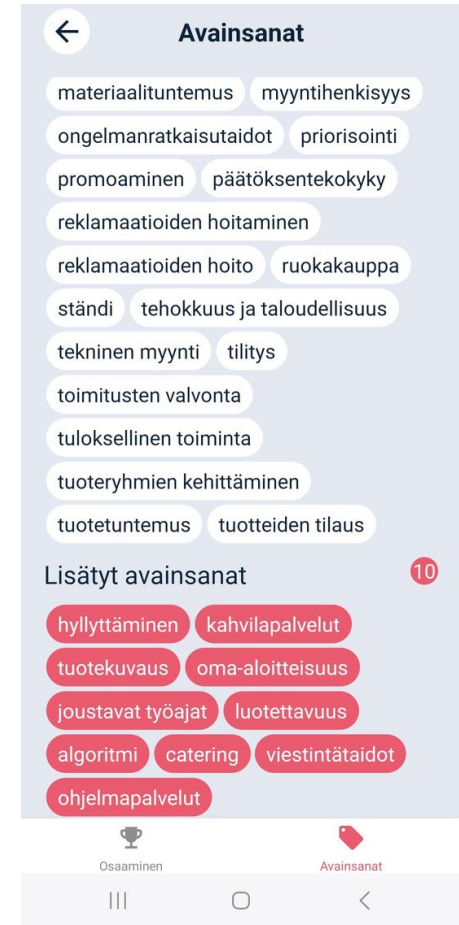 Avainsanat
materiaalituntemus myyntihenkisyys
ongelmanratkaisutaidot priorisointi
promoaminen päätöksentekokyky
reklamaatioiden hoitaminen
reklamaatioiden hoito ruokakauppa
ständi tehokkuus ja taloudellisuus
tekninen myynti tilitys
toimitusten valvonta
tuloksellinen toiminta
tuoteryhmien kehittäminen
tuotetuntemus tuotteiden tilaus
Lisätyt avainsanat 10
hyllyttäminen kahvilapalvelut
tuotekuvaus oma-aloitteisuus
joustavat työajat luotettavuus
algoritmi catering viestintätaidot
ohjelmapalvelut
Osaaminen Avainsanat